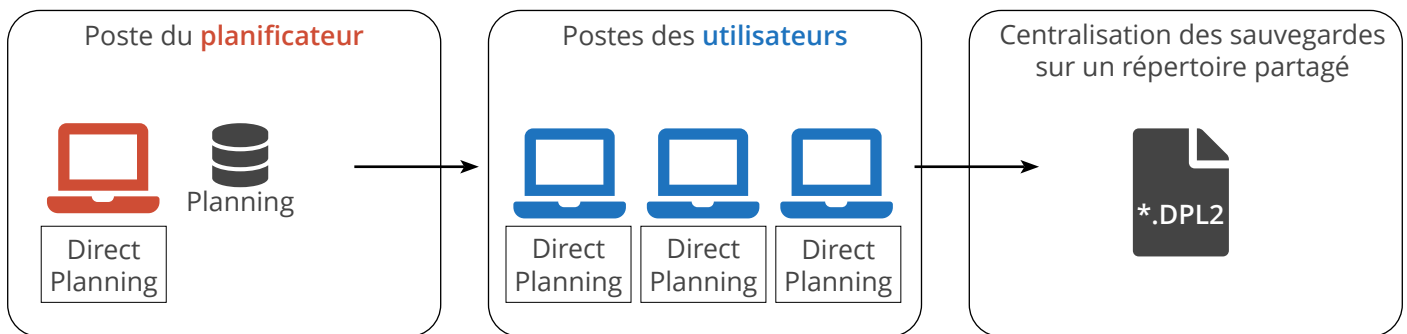 Poste du planificateur
Planning
Direct
Planning
Postes des utilisateurs
Direct
Planning
Direct
Planning
Direct
Planning
Centralisation des sauvegardes
sur un répertoire partagé
*.DPL2